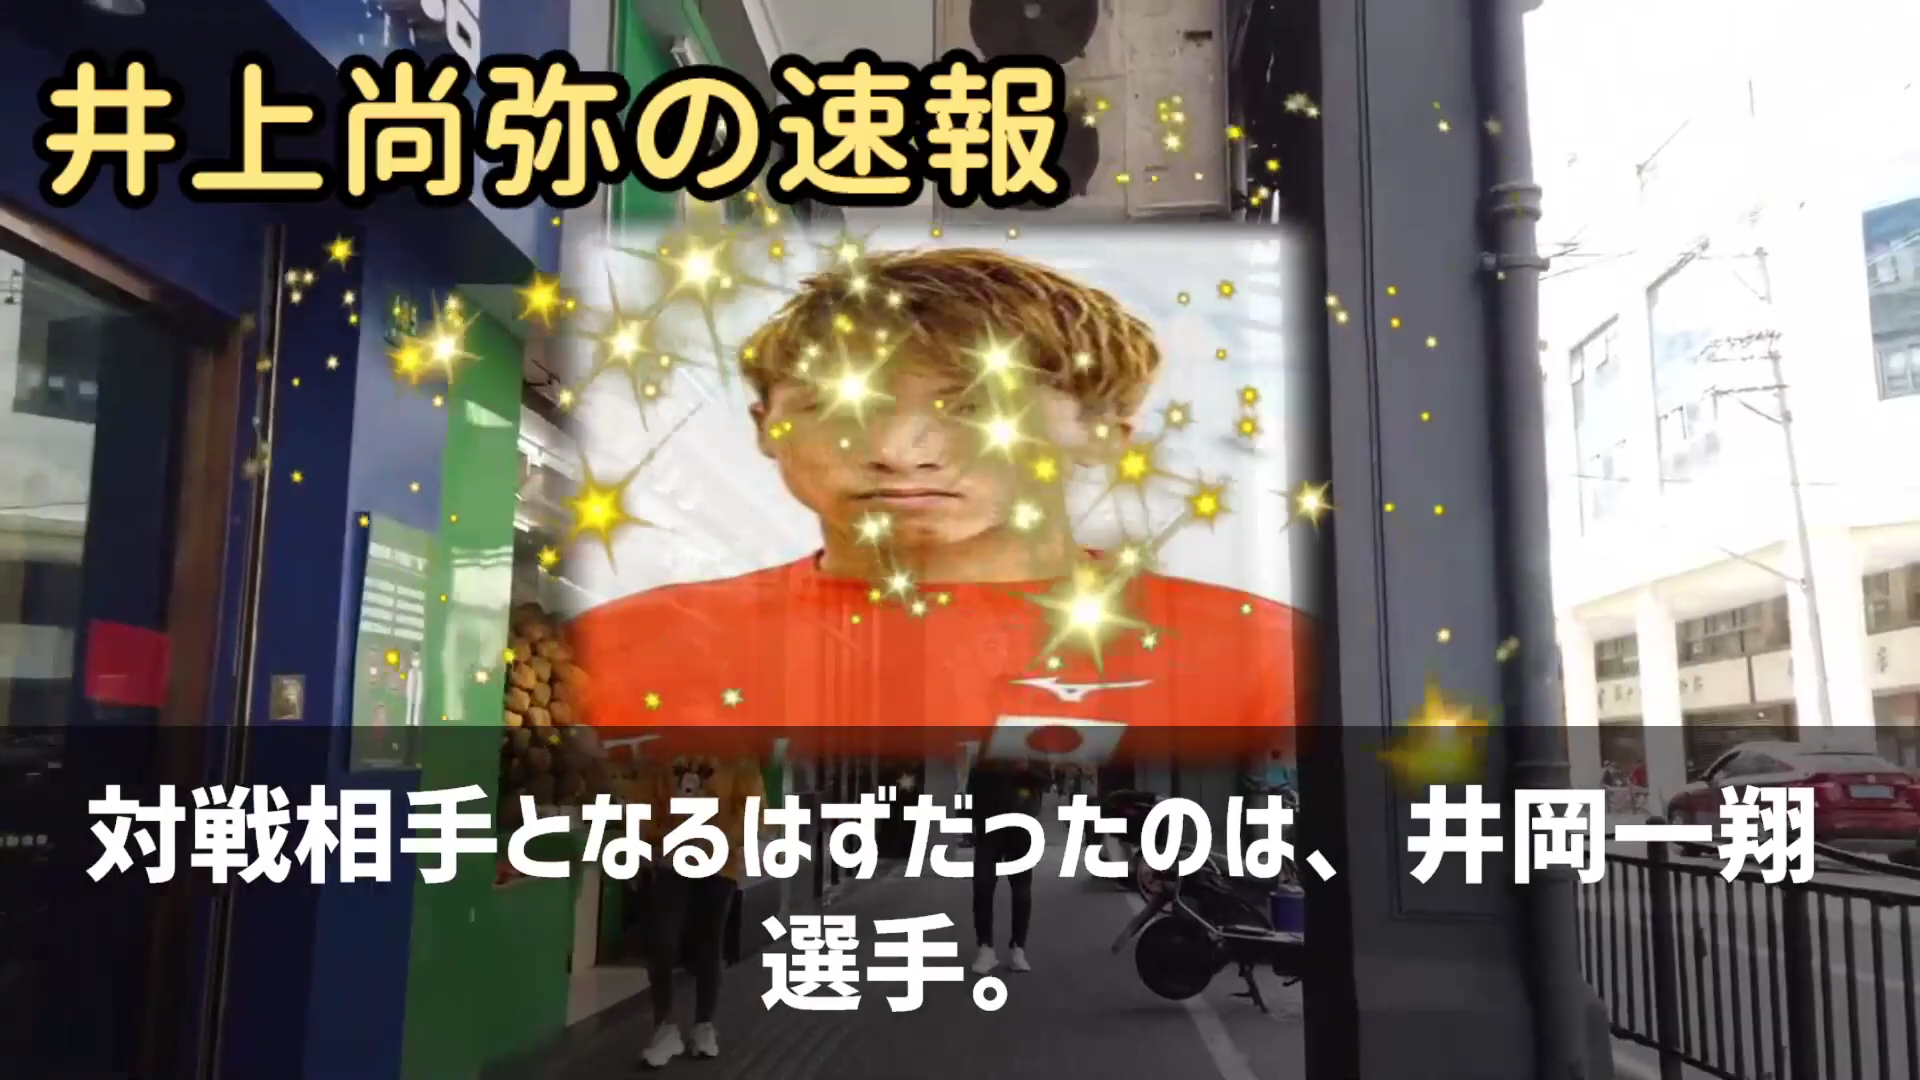 井上尚弥の速報
対戦相手となるはずだったのは、井岡一翔
選手。